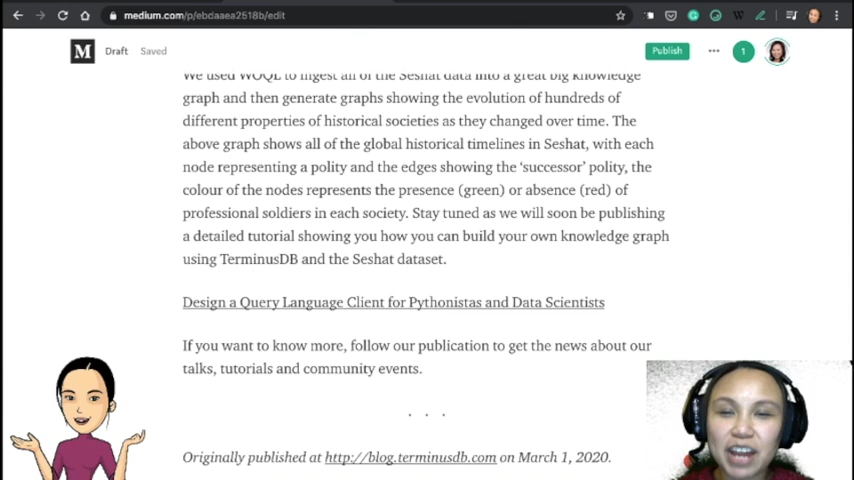 medium.com/p/ebdaaea2518b/edit
M Draft Saved Publish 1
We used WOQL to ingest all of the Seshat data into a great big knowledge
graph and then generate graphs showing the evolution of hundreds of
different properties of historical societies as they changed over time. The
above graph shows all of the global historical timelines in Seshat, with each
node representing a polity and the edges showing the ‘successor’ polity, the
colour of the nodes represents the presence (green) or absence (red) of
professional soldiers in each society. Stay tuned as we will soon be publishing
a detailed tutorial showing you how you can build your own knowledge graph
using TerminusDB and the Seshat dataset.
Design a Query Language Client for Pythonistas and Data Scientists
If you want to know more, follow our publication to get the news about our
talks, tutorials and community events.
. . .
Originally published at http://blog.terminusdb.com on March 1, 2020.